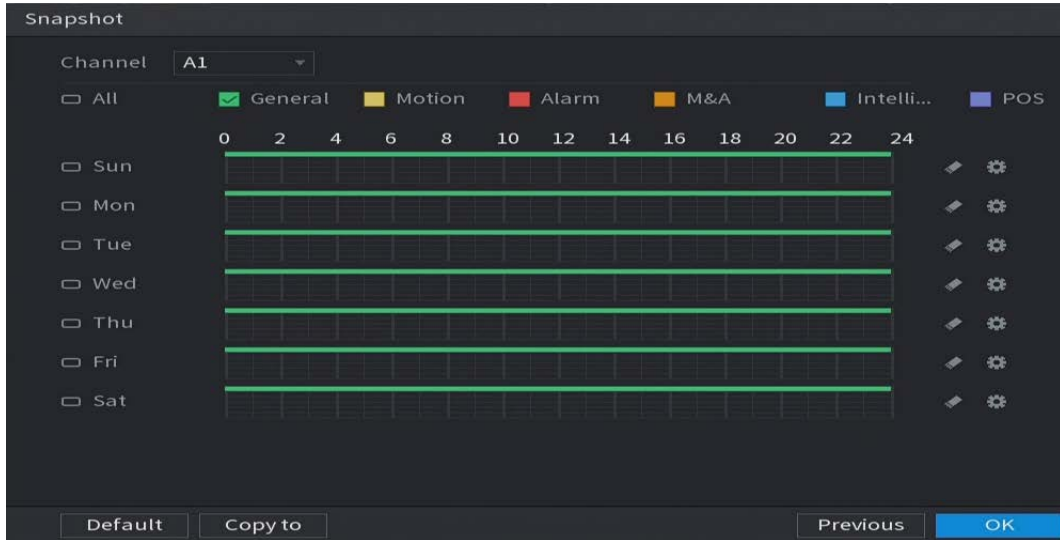 Snapshot
Channel A1
All General Motion Alarm M&A Intelli... POS
0 2 4 6 8 10 12 14 16 18 20 22 24
Sun
Mon
Tue
Wed
Thu
Fri
Sat
Default Copy to Previous OK